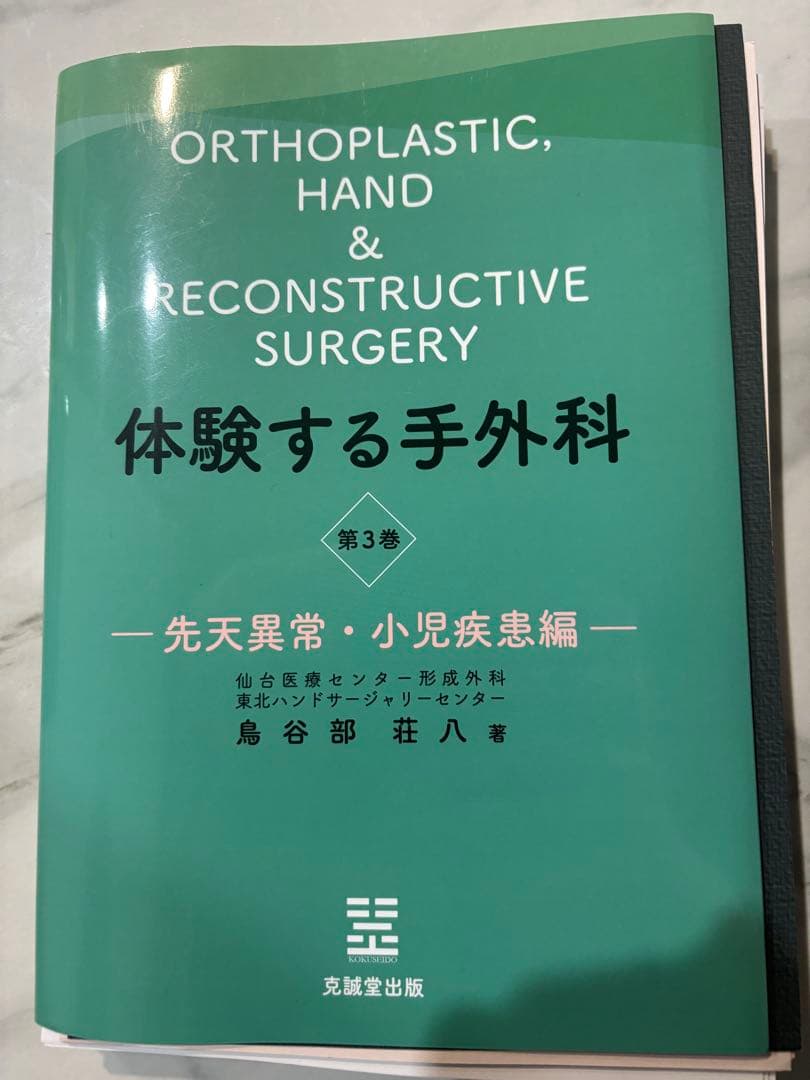 ORTHOPLASTIC,
HAND
&
RECONSTRUCTIVE
SURGERY
体験する手外科
第3巻
—先天異常・小児疾患編—
仙台医療センター形成外科
東北ハンドサージャリーセンター
鳥谷部 荘八 著
KOKUSEIDO
克誠堂出版